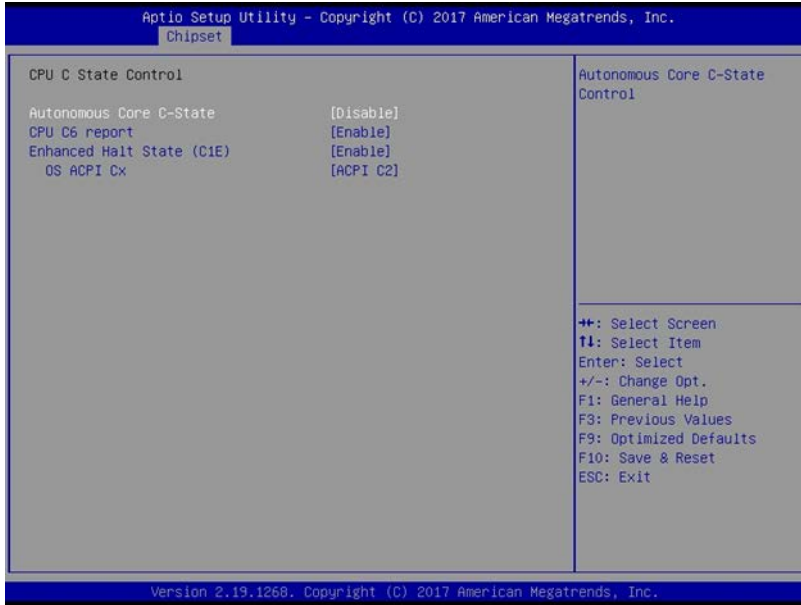 Aptio Setup Utility – Copyright (C) 2017 American Megatrends, Inc.
Chipset
CPU C State Control
Autonomous Core C-State [Disable]
CPU C6 report [Enable]
Enhanced Halt State (C1E) [Enable]
OS ACPI Cx [ACPI C2]
Autonomous Core C-State
Control
→←: Select Screen
↑↓: Select Item
Enter: Select
+/-: Change Opt.
F1: General Help
F3: Previous Values
F9: Optimized Defaults
F10: Save & Reset
ESC: Exit
Version 2.19.1268. Copyright (C) 2017 American Megatrends, Inc.